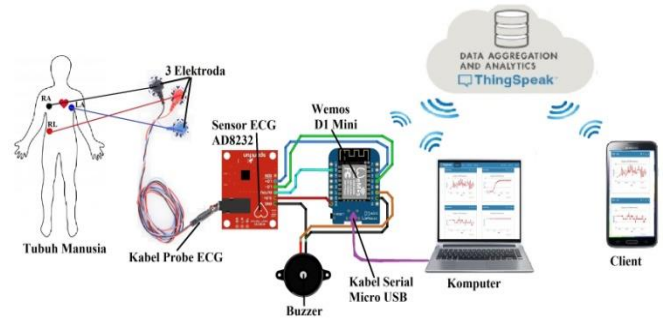 DATA AGGREGATION
AND ANALYTICS
ThingSpeak
3 Elektroda
RA
LA
RL
Sensor ECG
AD8232
Wemos
D1 Mini
Kabel Probe ECG
Tubuh Manusia
Buzzer
Kabel Serial
Micro USB
Komputer
Client